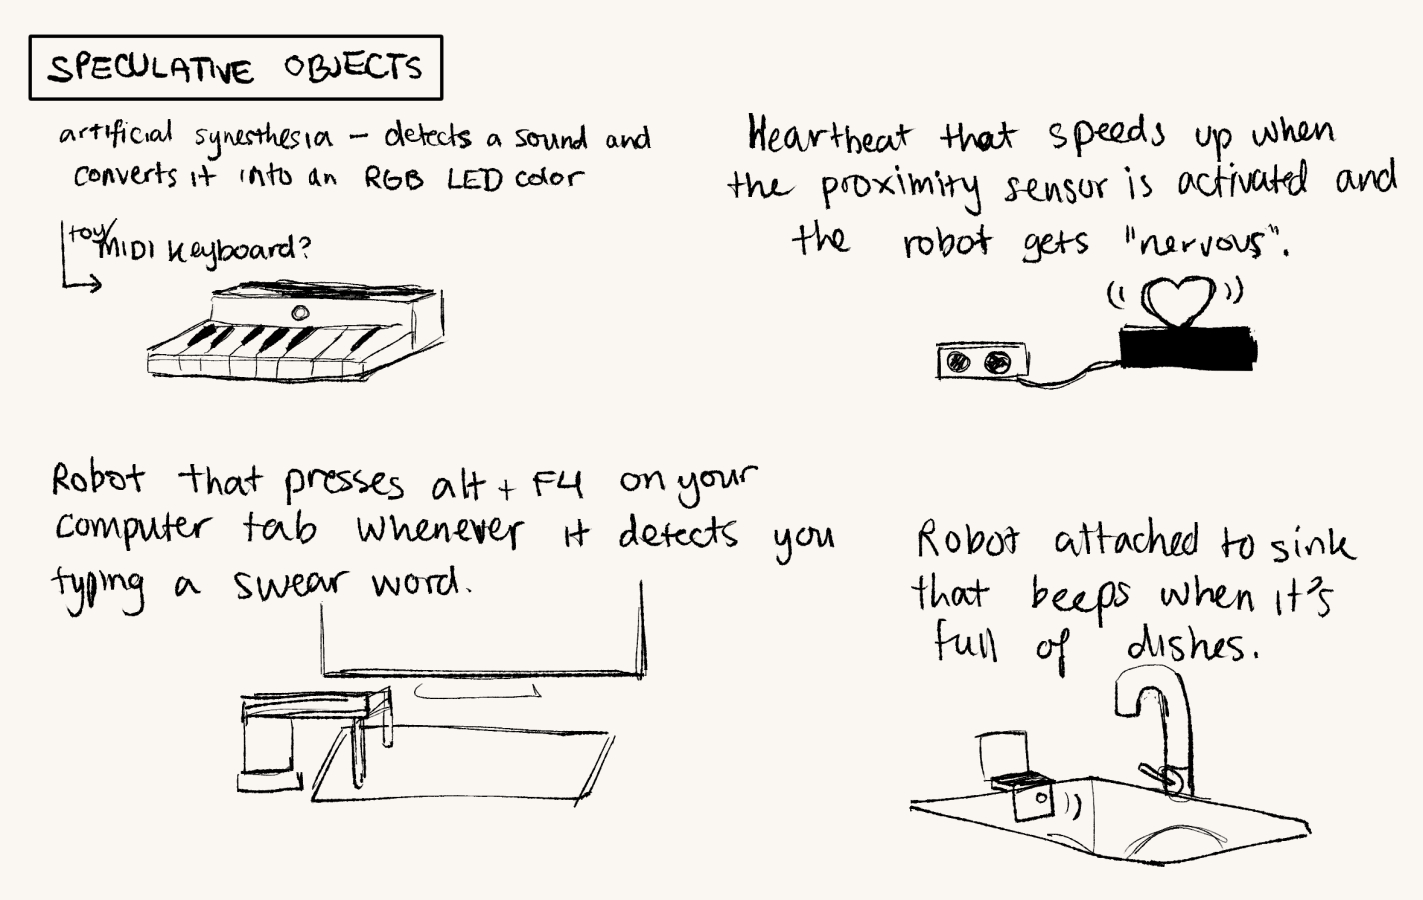 SPECULATIVE OBJECTS
artificial synesthesia – detects a sound and
converts it into an RGB LED color
toy/MIDI Keyboard?
Heartbeat that speeds up when
the proximity sensor is activated and
the robot gets "nervous".
Robot that presses alt + F4 on your
computer tab whenever it detects you
typing a swear word.
Robot attached to sink
that beeps when it's
full of dishes.